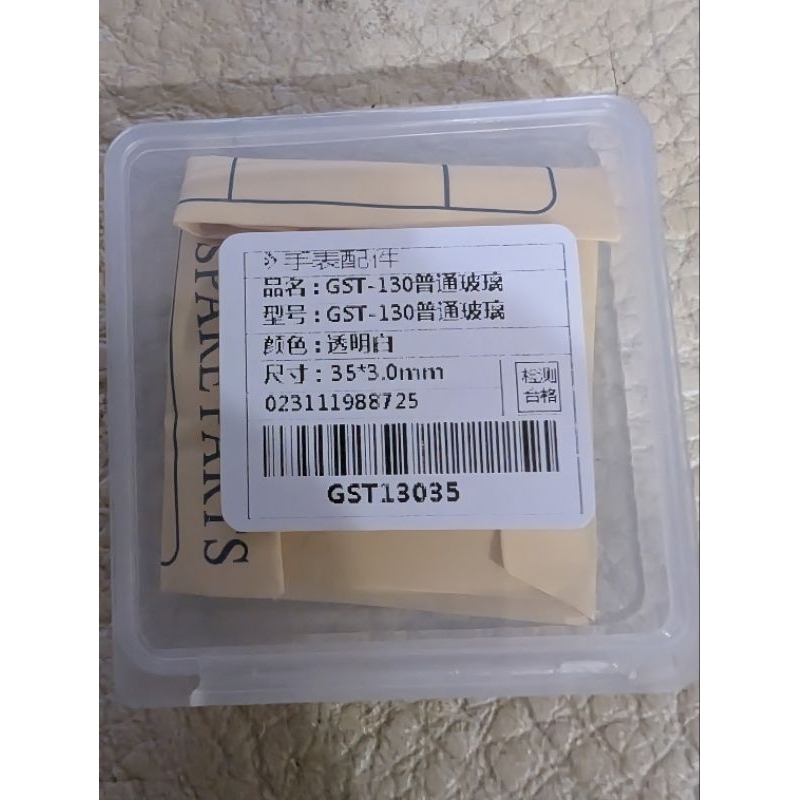 手表配件
品名：GST-130普通玻璃
型号：GST-130普通玻璃
颜色：透明白
尺寸：35*3.0mm
检测
合格
023111988725
GST13035
SPARE PARTS